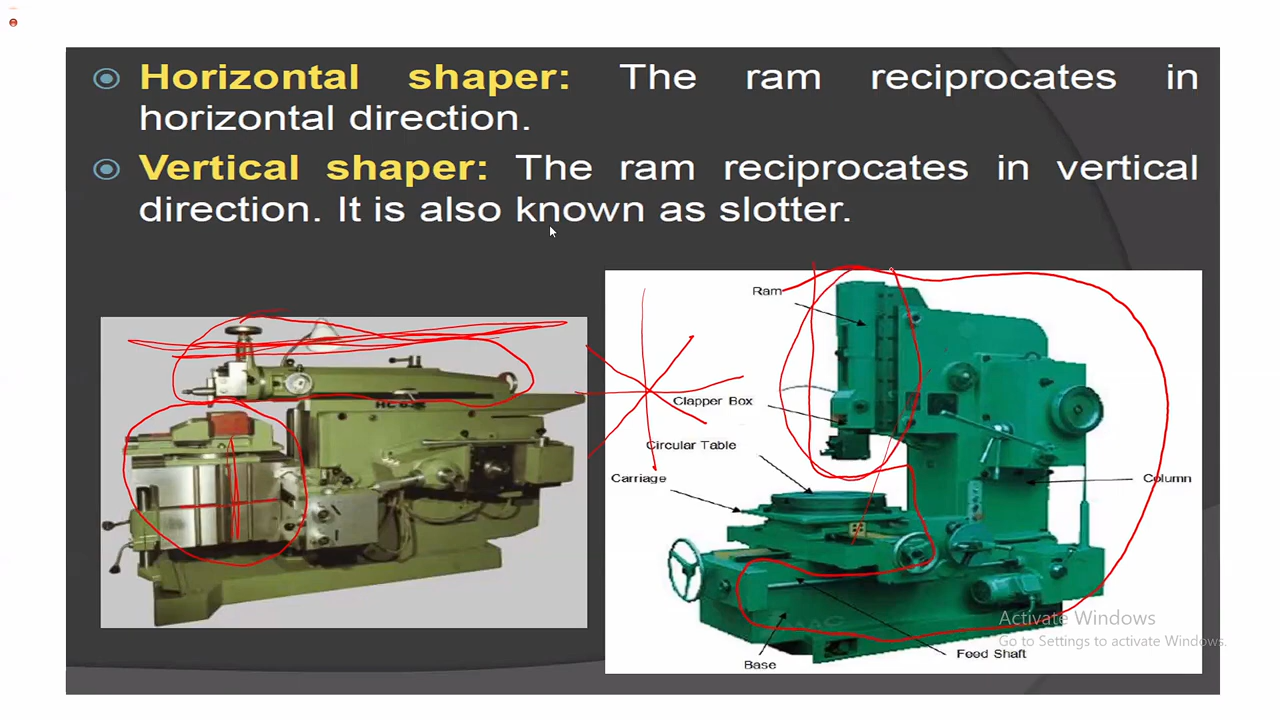 Horizontal shaper: The ram reciprocates in
horizontal direction.
Vertical shaper: The ram reciprocates in vertical
direction. It is also known as slotter.
Ram
Clapper Box
Circular Table
Carriage
Column
Base
Feed Shaft
Activate Windows
Go to Settings to activate Windows.